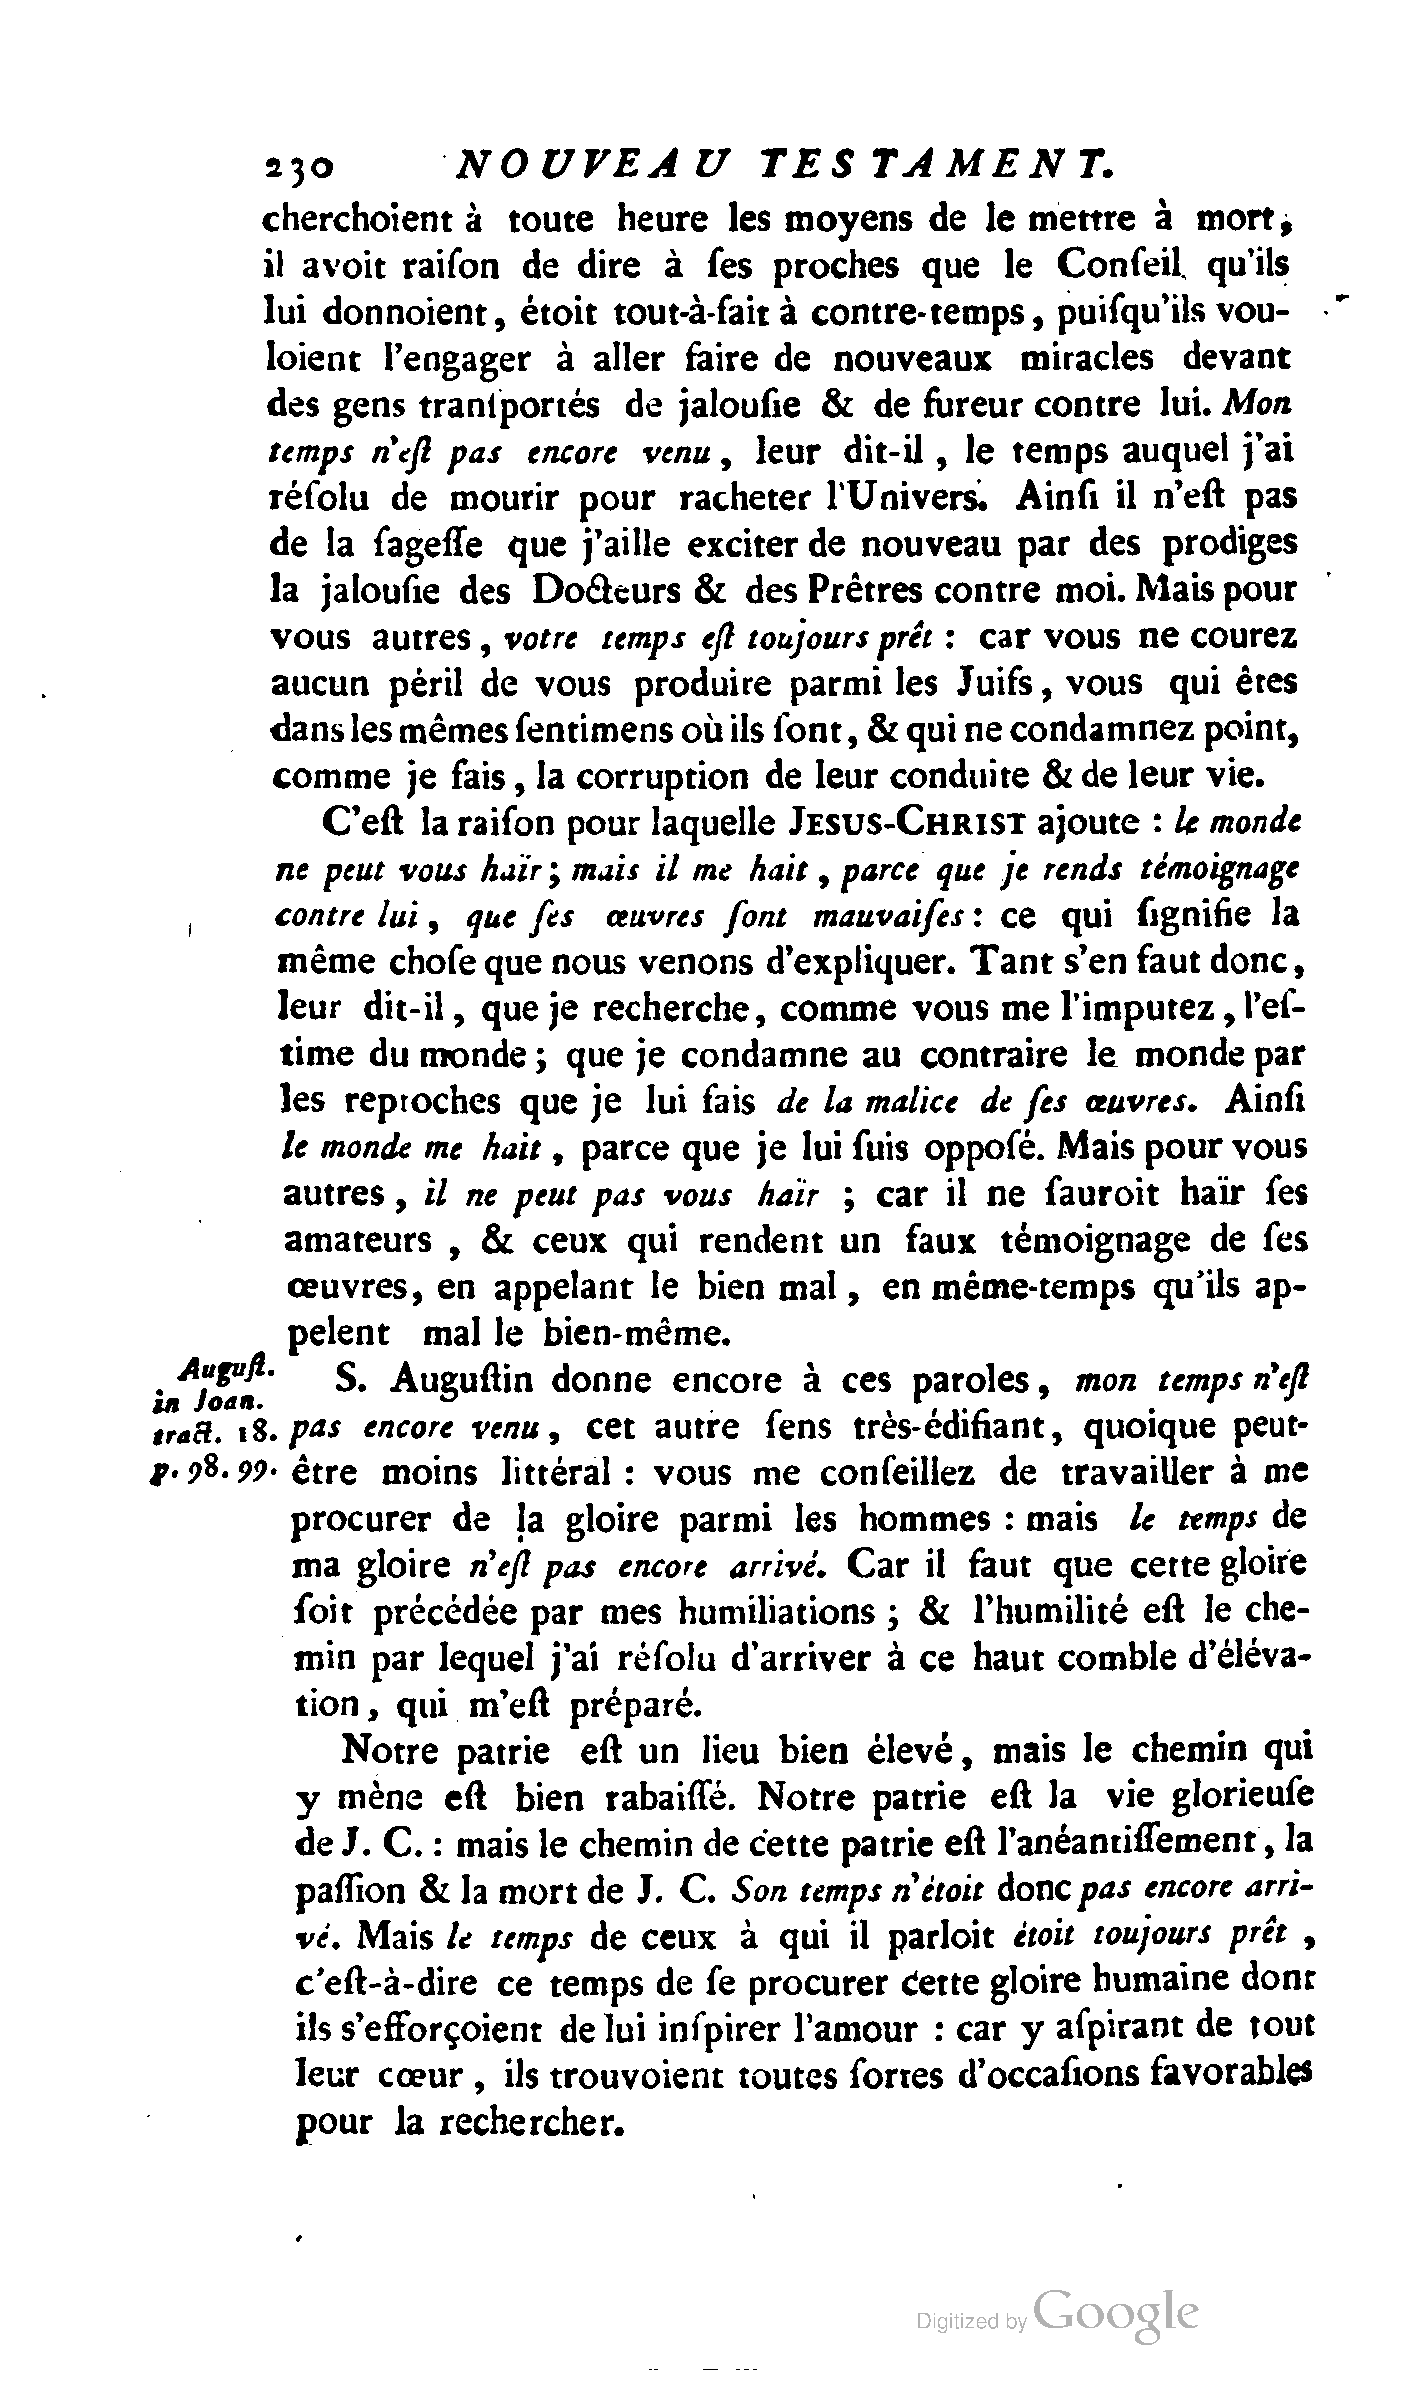 230 NOUVEAU TESTAMENT.
cherchoient à toute heure les moyens de le mettre à mort,
il avoit raiſon de dire à ſes proches que le Conſeil qu'ils
lui donnoient, étoit tout-à-fait à contre-temps, puiſqu'ils vou-
loient l'engager à aller faire de nouveaux miracles devant
des gens tranſportés de jalouſie & de fureur contre lui. Mon
temps n'eſt pas encore venu, leur dit-il, le temps auquel j'ai
réſolu de mourir pour racheter l'Univers. Ainſi il n'eſt pas
de la ſageſſe que j'aille exciter de nouveau par des prodiges
la jalouſie des Docteurs & des Prêtres contre moi. Mais pour
vous autres, votre temps eſt toujours prêt : car vous ne courez
aucun péril de vous produire parmi les Juifs, vous qui êtes
dans les mêmes ſentimens où ils ſont, & qui ne condamnez point,
comme je fais, la corruption de leur conduite & de leur vie.
C'eſt la raiſon pour laquelle JESUS-CHRIST ajoute : le monde
ne peut vous haïr; mais il me hait, parce que je rends témoignage
contre lui, que ſes œuvres ſont mauvaiſes : ce qui ſignifie la
même choſe que nous venons d'expliquer. Tant s'en faut donc,
leur dit-il, que je recherche, comme vous me l'imputez, l'eſ-
time du monde; que je condamne au contraire le monde par
les reproches que je lui fais de la malice de ſes œuvres. Ainſi
le monde me hait, parce que je lui ſuis oppoſé. Mais pour vous
autres, il ne peut pas vous haïr ; car il ne ſauroit haïr ſes
amateurs, & ceux qui rendent un faux témoignage de ſes
œuvres, en appelant le bien mal, en même-temps qu'ils ap-
pelent mal le bien-même.
Auguſt.
in Joan.
tract. 18.
p. 98. 99.
S. Auguſtin donne encore à ces paroles, mon temps n'eſt
pas encore venu, cet autre ſens très-édifiant, quoique peut-
être moins littéral : vous me conſeillez de travailler à me
procurer de la gloire parmi les hommes : mais le temps de
ma gloire n'eſt pas encore arrivé. Car il faut que cette gloire
ſoit précédée par mes humiliations ; & l'humilité eſt le che-
min par lequel j'ai réſolu d'arriver à ce haut comble d'éléva-
tion, qui m'eſt préparé.
Notre patrie eſt un lieu bien élevé, mais le chemin qui
y mène eſt bien rabaiſſé. Notre patrie eſt la vie glorieuſe
de J. C. : mais le chemin de cette patrie eſt l'anéantiſſement, la
paſſion & la mort de J. C. Son temps n'étoit donc pas encore arri-
vé. Mais le temps de ceux à qui il parloit étoit toujours prêt,
c'eſt-à-dire ce temps de ſe procurer cette gloire humaine dont
ils s'efforçoient de lui inſpirer l'amour : car y aſpirant de tout
leur cœur, ils trouvoient toutes ſortes d'occaſions favorables
pour la rechercher.
Digitized by Google